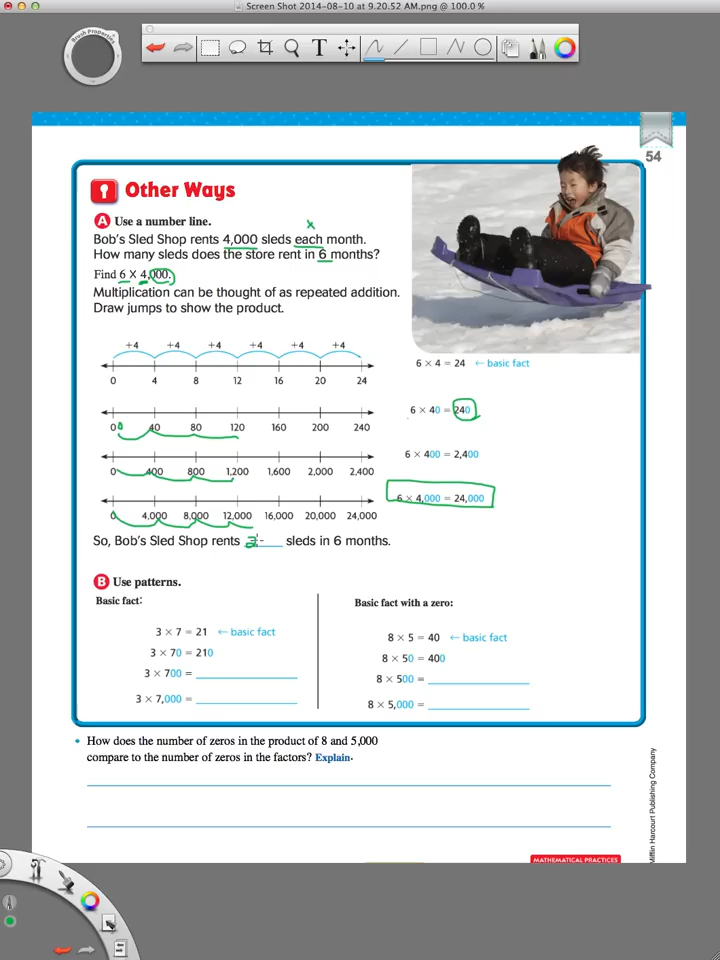 Screen Shot 2014-08-10 at 9.20.52 AM.png @ 100.0 %
Brush Properties
T
54
Other Ways
A Use a number line.
x
Bob's Sled Shop rents 4,000 sleds each month.
How many sleds does the store rent in 6 months?
Find 6 × 4,000.
Multiplication can be thought of as repeated addition.
Draw jumps to show the product.
+4 +4 +4 +4 +4 +4
0 4 8 12 16 20 24
6 × 4 = 24 ← basic fact
0 40 80 120 160 200 240
6 × 40 = 240
0 400 800 1,200 1,600 2,000 2,400
6 × 400 = 2,400
0 4,000 8,000 12,000 16,000 20,000 24,000
6 × 4,000 = 24,000
So, Bob's Sled Shop rents 2 sleds in 6 months.
B Use patterns.
Basic fact:
3 × 7 = 21 ← basic fact
3 × 70 = 210
3 × 700 =
3 × 7,000 =
Basic fact with a zero:
8 × 5 = 40 ← basic fact
8 × 50 = 400
8 × 500 =
8 × 5,000 =
• How does the number of zeros in the product of 8 and 5,000
compare to the number of zeros in the factors? Explain.
Mifflin Harcourt Publishing Company
MATHEMATICAL PRACTICES